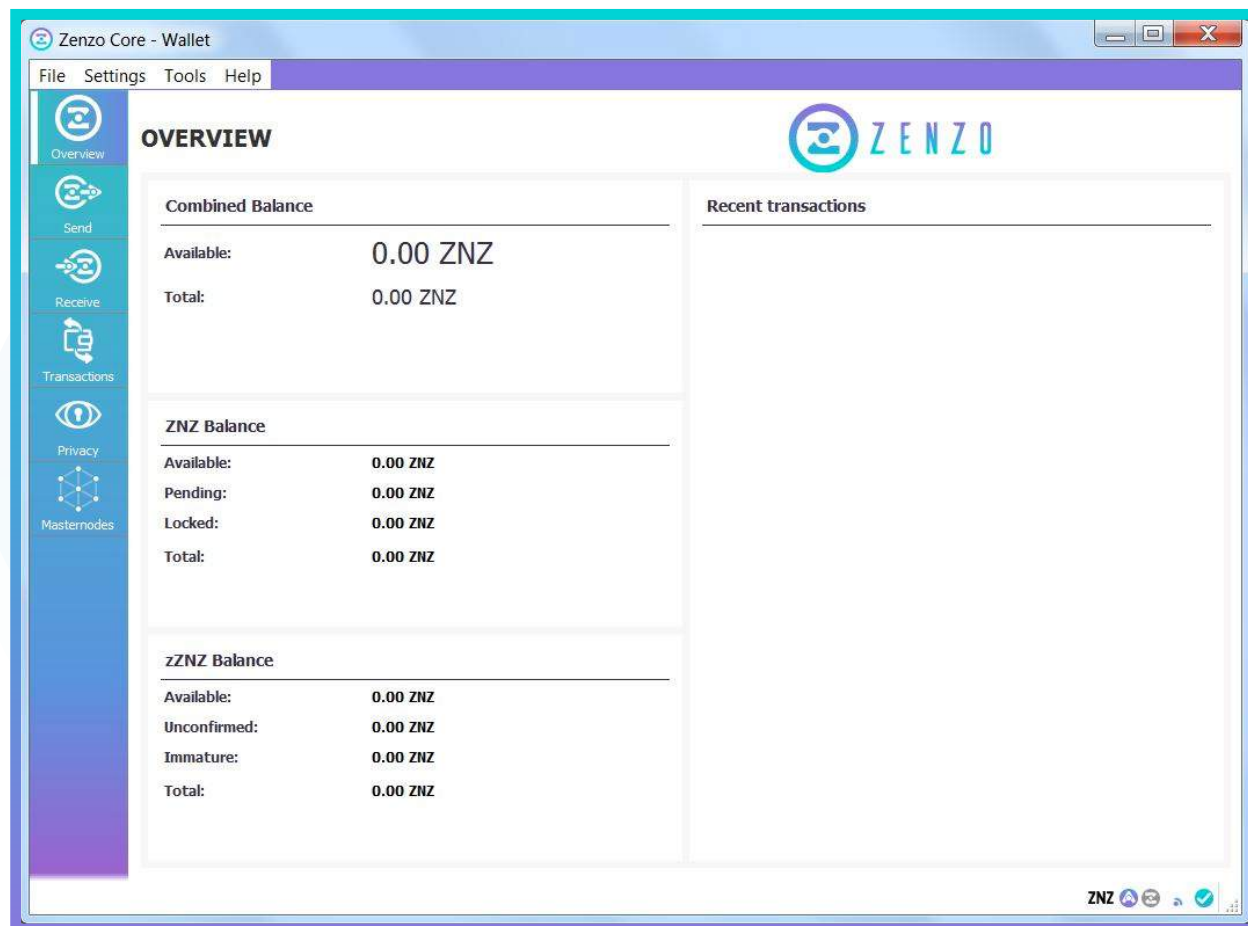 Zenzo Core - Wallet
File Settings Tools Help
Overview
OVERVIEW
ZENZO
Send
Receive
Transactions
Privacy
Masternodes
Combined Balance
Available: 0.00 ZNZ
Total: 0.00 ZNZ
ZNZ Balance
Available: 0.00 ZNZ
Pending: 0.00 ZNZ
Locked: 0.00 ZNZ
Total: 0.00 ZNZ
zZNZ Balance
Available: 0.00 ZNZ
Unconfirmed: 0.00 ZNZ
Immature: 0.00 ZNZ
Total: 0.00 ZNZ
Recent transactions
ZNZ